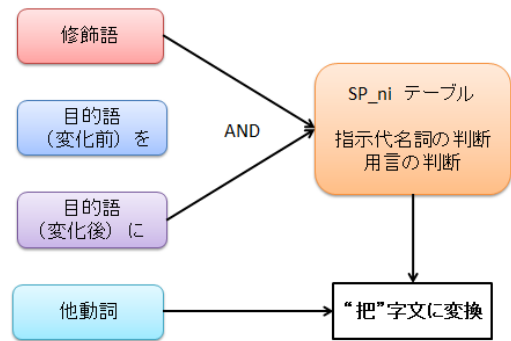 修飾語
目的語
（変化前）を
AND
目的語
（変化後）に
他動詞
SP_ni テーブル
指示代名詞の判断
用言の判断
“把”字文に変換